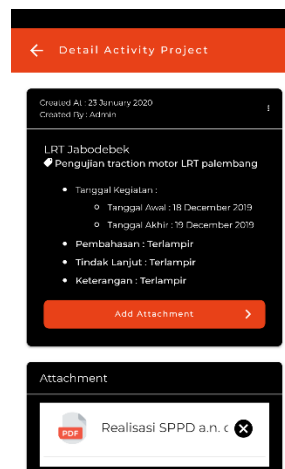 Detail Activity Project
Created At : 23 January 2020
Created By : Admin
LRT Jabodebek
Pengujian traction motor LRT palembang
Tanggal Kegiatan :
Tanggal Awal : 18 December 2019
Tanggal Akhir : 19 December 2019
Pembahasan : Terlampir
Tindak Lanjut : Terlampir
Keterangan : Terlampir
Add Attachment
Attachment
PDF
Realisasi SPPD a.n.